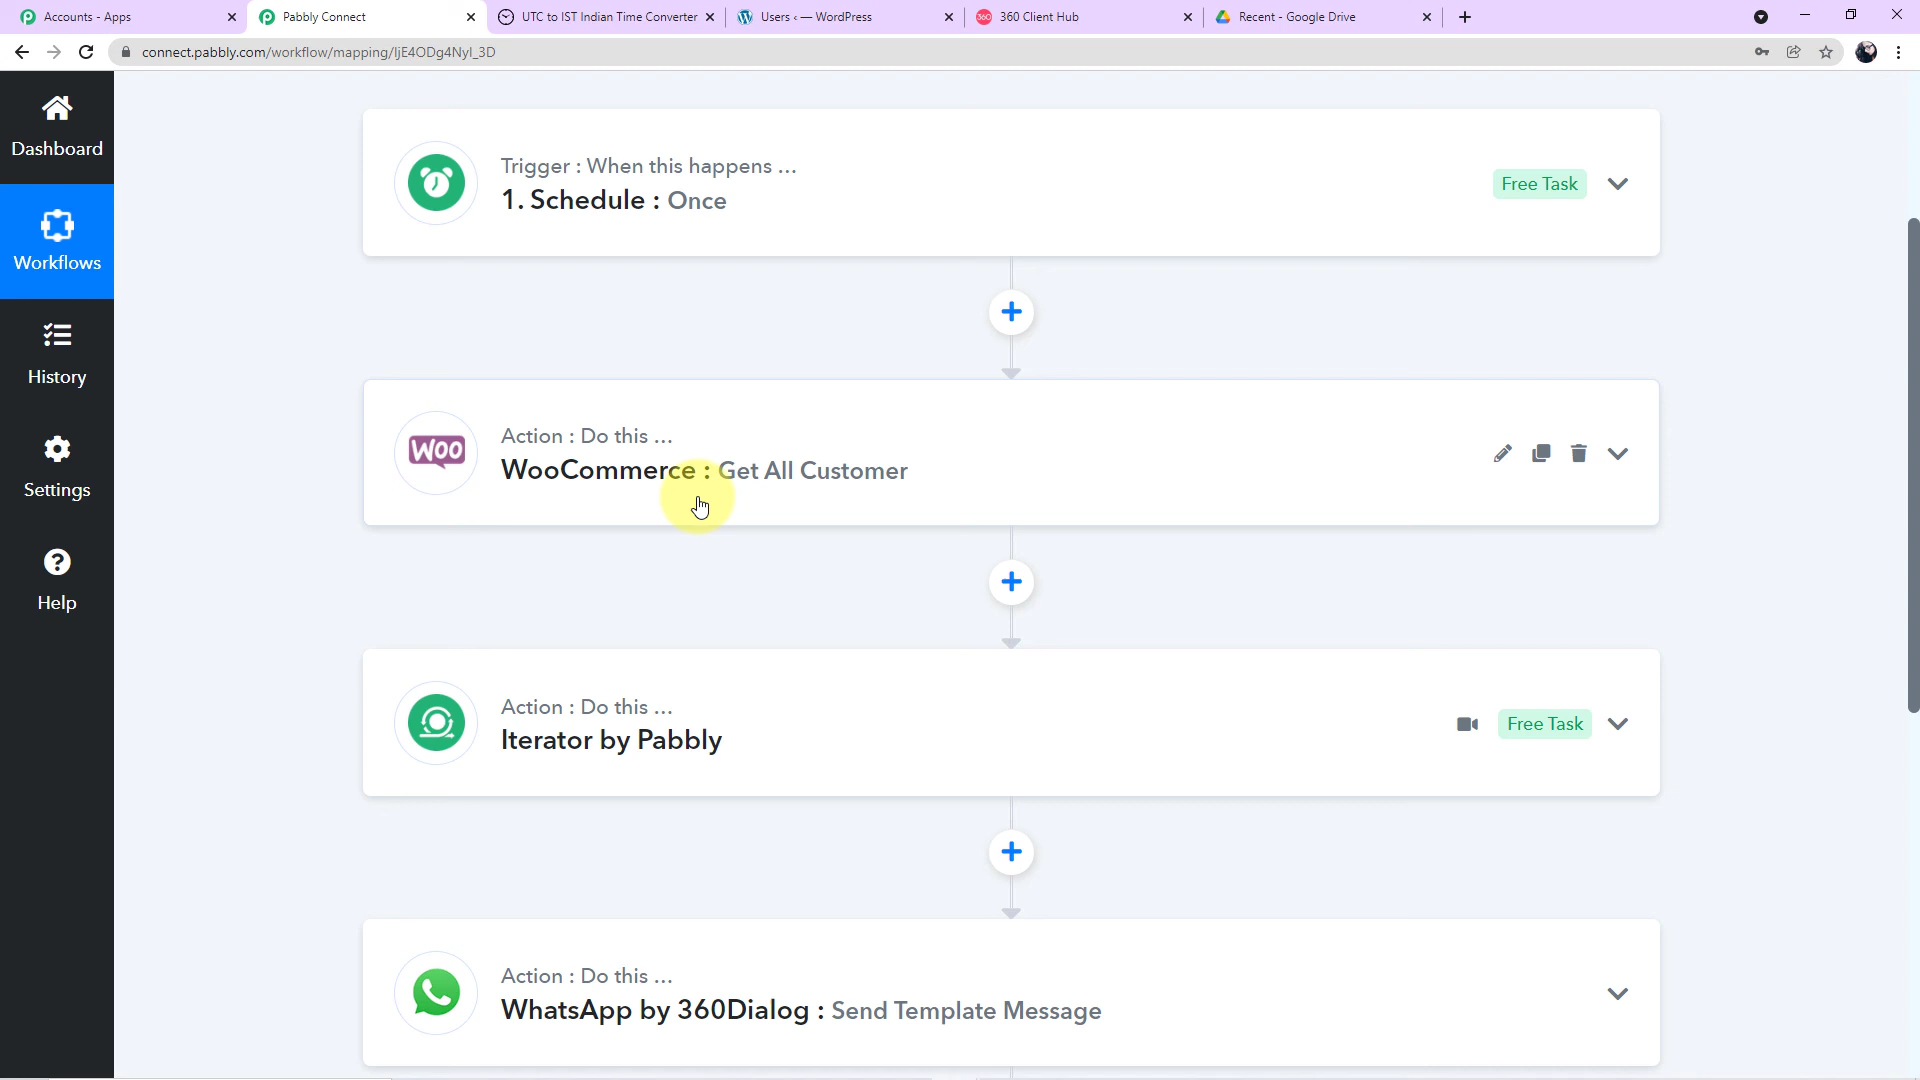 Accounts - Apps
Pabbly Connect
UTC to IST Indian Time Converter
Users ‹ — WordPress
360 Client Hub
Recent - Google Drive
connect.pabbly.com/workflow/mapping/IjE4ODg4NyI_3D
Dashboard
Workflows
History
Settings
Help
Trigger : When this happens ...
1. Schedule : Once
Free Task
Action : Do this ...
WooCommerce : Get All Customer
WOO
Action : Do this ...
Iterator by Pabbly
Free Task
Action : Do this ...
WhatsApp by 360Dialog : Send Template Message